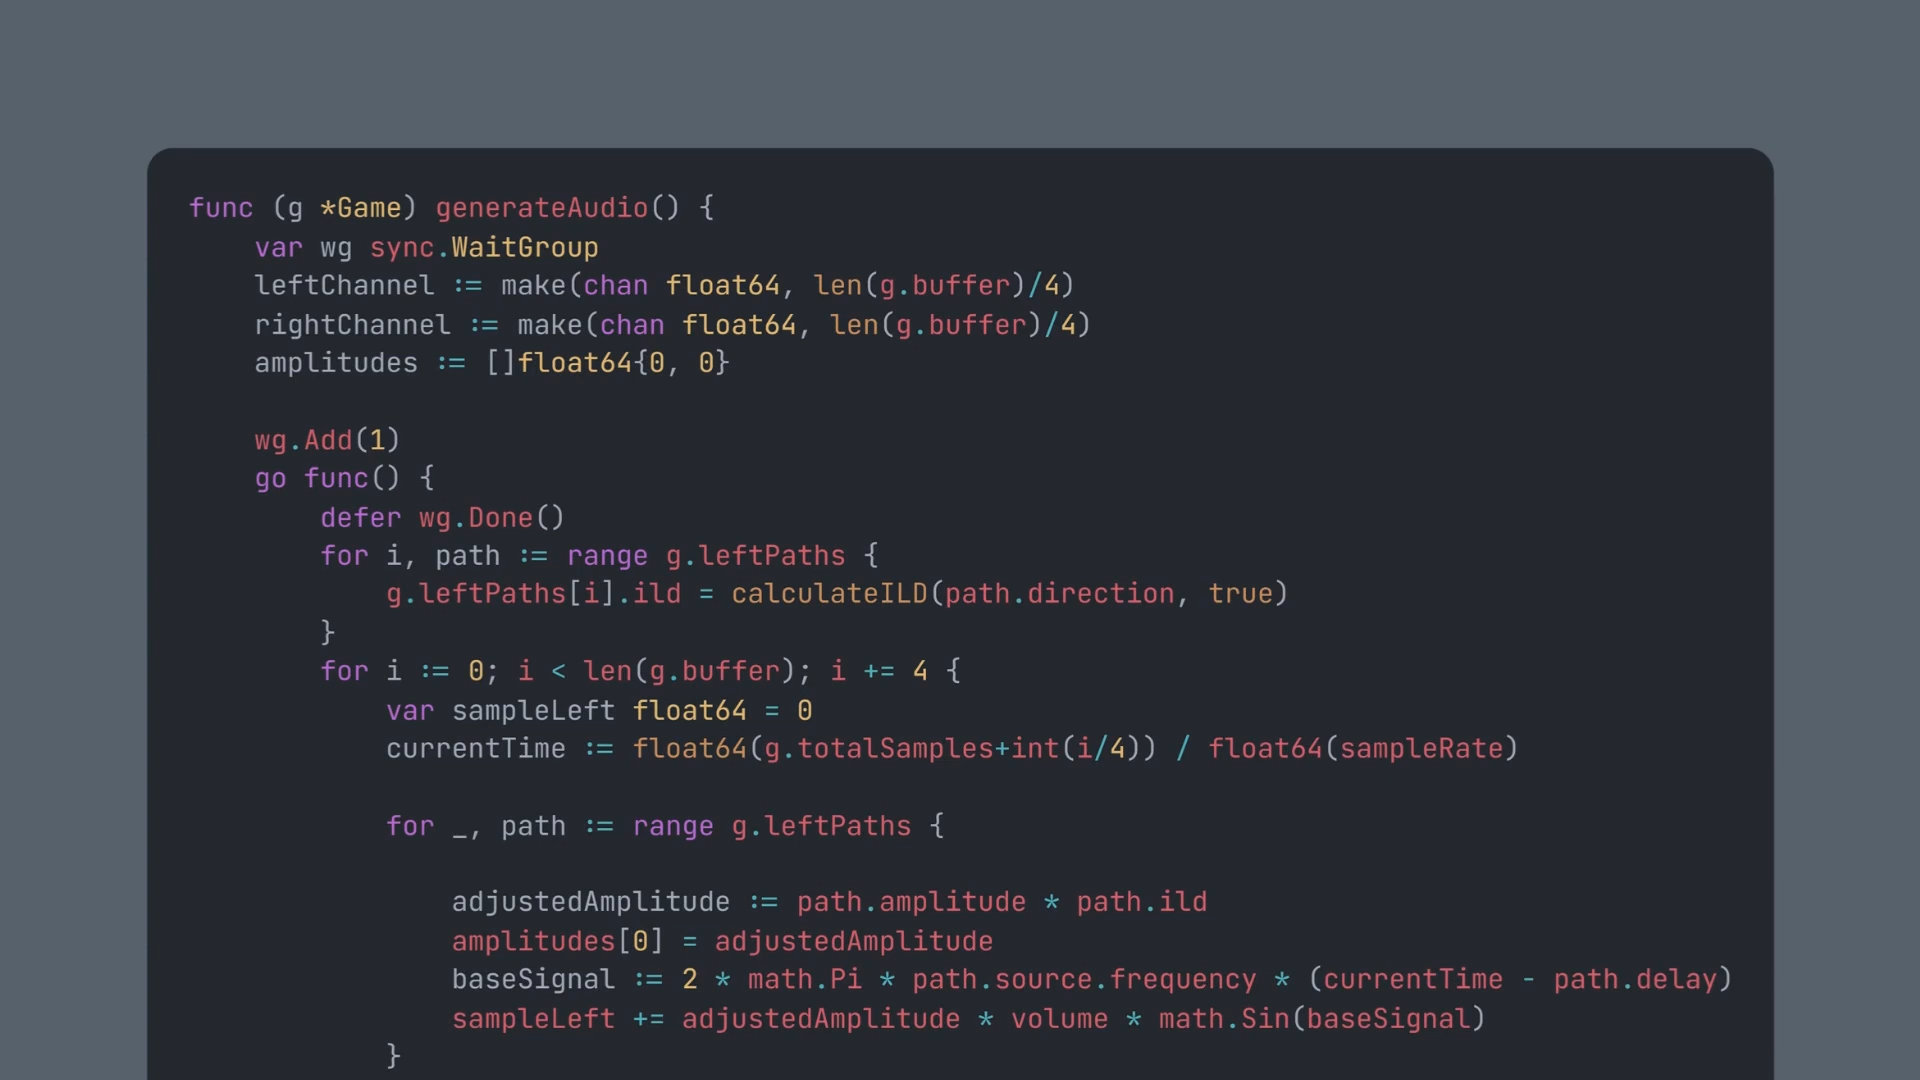 func (g *Game) generateAudio() {
    var wg sync.WaitGroup
    leftChannel := make(chan float64, len(g.buffer)/4)
    rightChannel := make(chan float64, len(g.buffer)/4)
    amplitudes := []float64{0, 0}

    wg.Add(1)
    go func() {
        defer wg.Done()
        for i, path := range g.leftPaths {
            g.leftPaths[i].ild = calculateILD(path.direction, true)
        }
        for i := 0; i < len(g.buffer); i += 4 {
            var sampleLeft float64 = 0
            currentTime := float64(g.totalSamples+int(i/4)) / float64(sampleRate)

            for _, path := range g.leftPaths {

                adjustedAmplitude := path.amplitude * path.ild
                amplitudes[0] = adjustedAmplitude
                baseSignal := 2 * math.Pi * path.source.frequency * (currentTime - path.delay)
                sampleLeft += adjustedAmplitude * volume * math.Sin(baseSignal)
            }